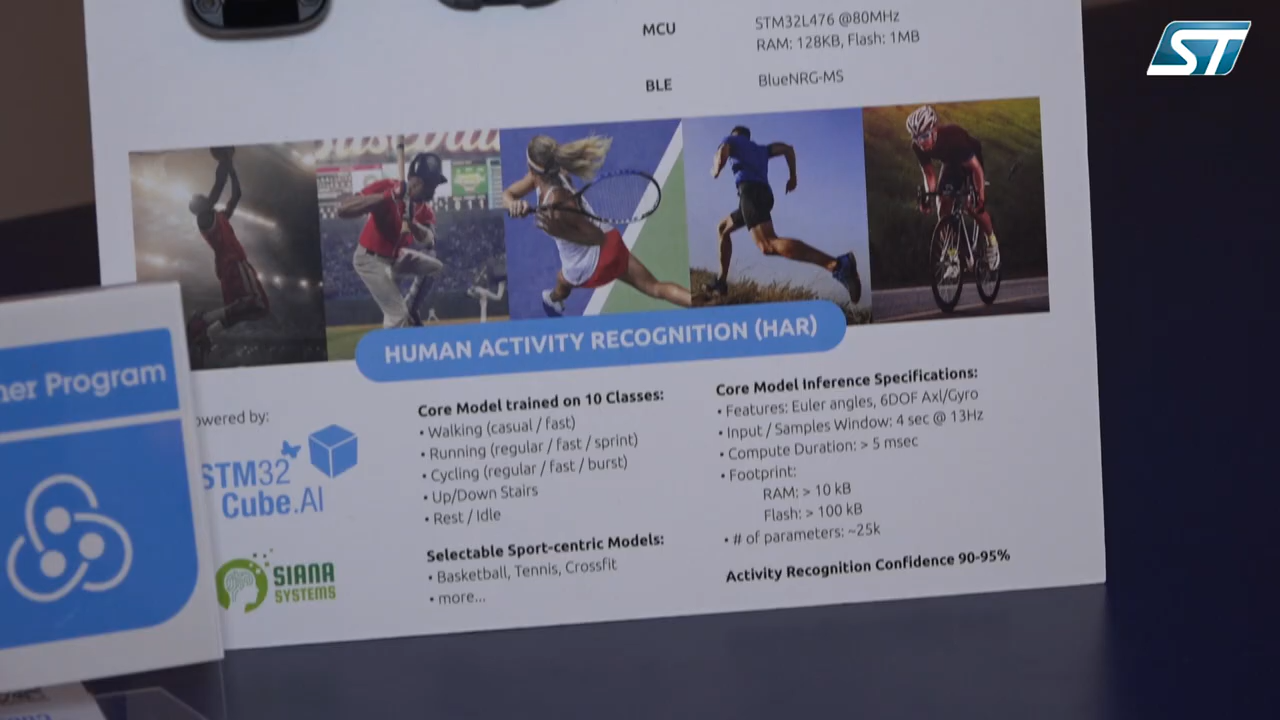 ST
MCU
STM32L476 @80MHz
RAM: 128KB, Flash: 1MB
BLE
BlueNRG-MS
HUMAN ACTIVITY RECOGNITION (HAR)
ner Program
owered by:
STM32
Cube.AI
SIANA
SYSTEMS
Core Model trained on 10 Classes:
• Walking (casual / fast)
• Running (regular / fast / sprint)
• Cycling (regular / fast / burst)
• Up/Down Stairs
• Rest / Idle
Selectable Sport-centric Models:
• Basketball, Tennis, Crossfit
• more...
Core Model Inference Specifications:
• Features: Euler angles, 6DOF Axl/Gyro
• Input / Samples Window: 4 sec @ 13Hz
• Compute Duration: > 5 msec
• Footprint:
RAM: > 10 kB
Flash: > 100 kB
• # of parameters: ~25k
Activity Recognition Confidence 90-95%